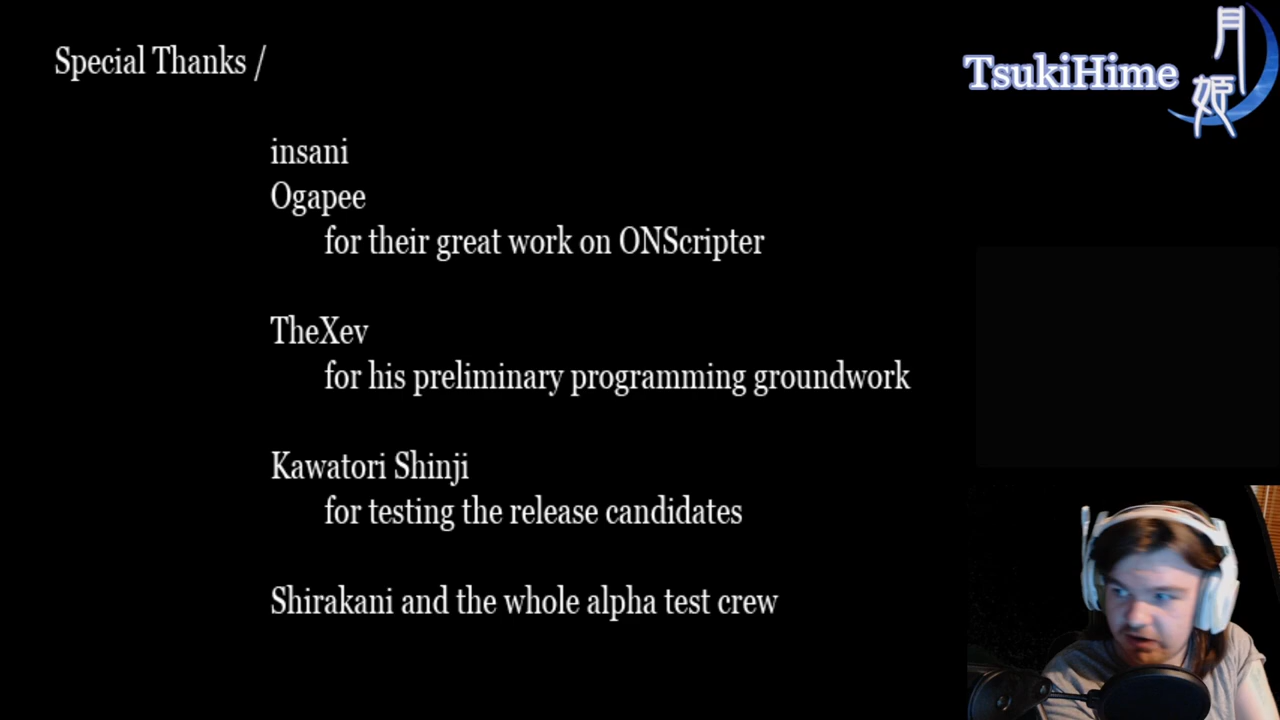 Special Thanks /
TsukiHime
月姫
insani
Ogapee
for their great work on ONScripter
TheXev
for his preliminary programming groundwork
Kawatori Shinji
for testing the release candidates
Shirakani and the whole alpha test crew